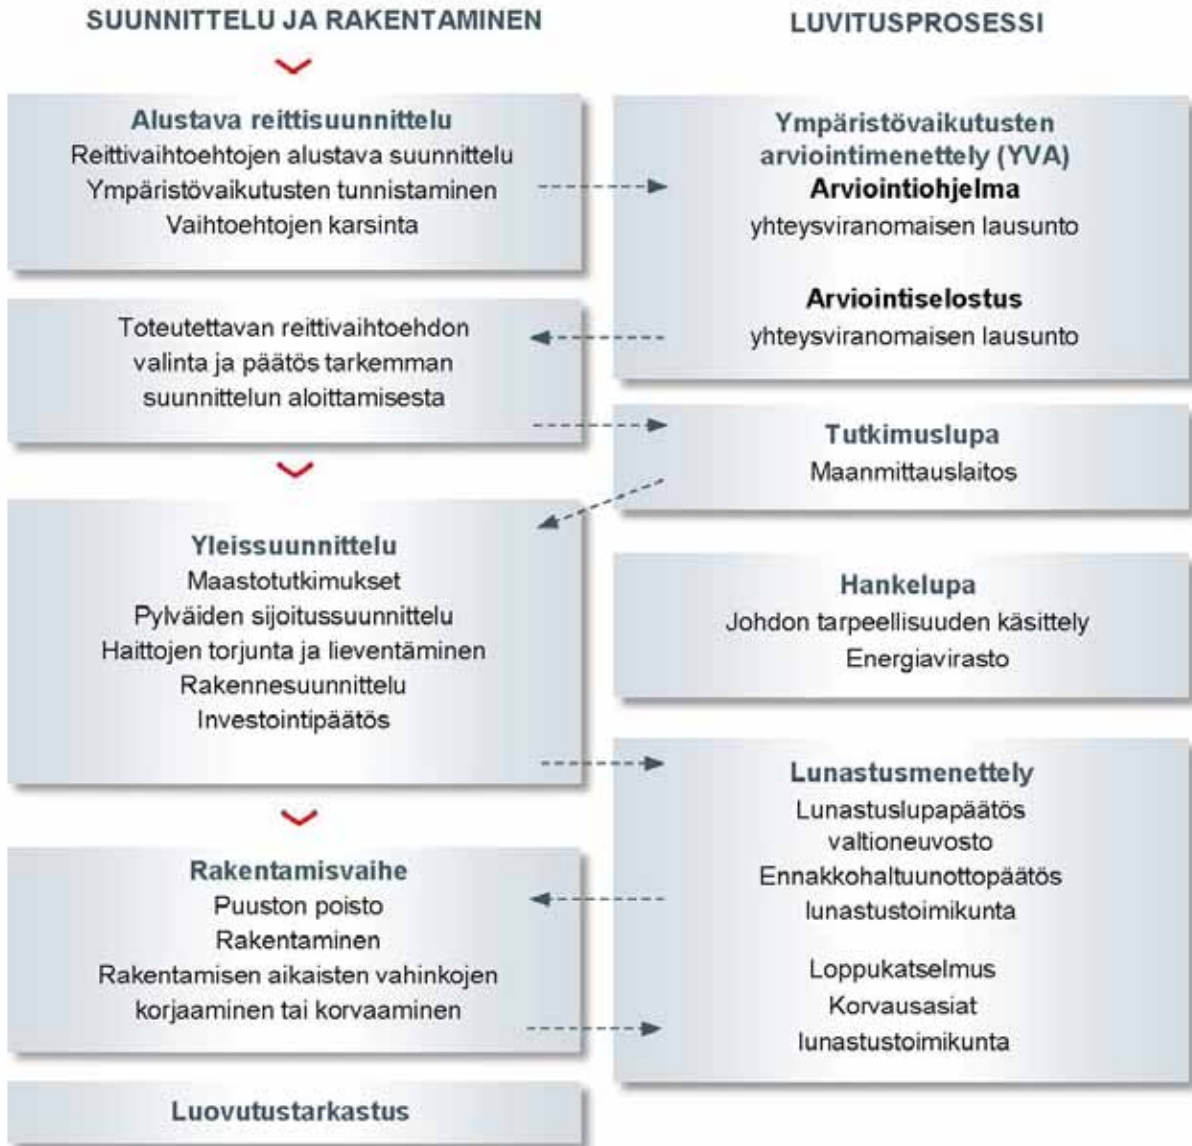 SUUNNITTELU JA RAKENTAMINEN
Alustava reittisuunnittelu
Reittivaihtoehtojen alustava suunnittelu
Ympäristövaikutusten tunnistaminen
Vaihtoehtojen karsinta
Toteutettavan reittivaihtoehdon
valinta ja päätös tarkemman
suunnittelun aloittamisesta
Yleissuunnittelu
Maastotutkimukset
Pylväiden sijoitussuunnittelu
Haittojen torjunta ja lieventäminen
Rakennesuunnittelu
Investointipäätös
Rakentamisvaihe
Puuston poisto
Rakentaminen
Rakentamisen aikaisten vahinkojen
korjaaminen tai korvaaminen
Luovutustarkastus
LUVITUSPROSESSI
Ympäristövaikutusten
arviointimenettely (YVA)
Arviointiohjelma
yhteysviranomaisen lausunto
Arviointiselostus
yhteysviranomaisen lausunto
Tutkimuslupa
Maanmittauslaitos
Hankelupa
Johdon tarpeellisuuden käsittely
Energiavirasto
Lunastusmenettely
Lunastuslupapäätös
valtioneuvosto
Ennakkohaltuunottopäätös
lunastustoimikunta
Loppukatselmus
Korvausasiat
lunastustoimikunta